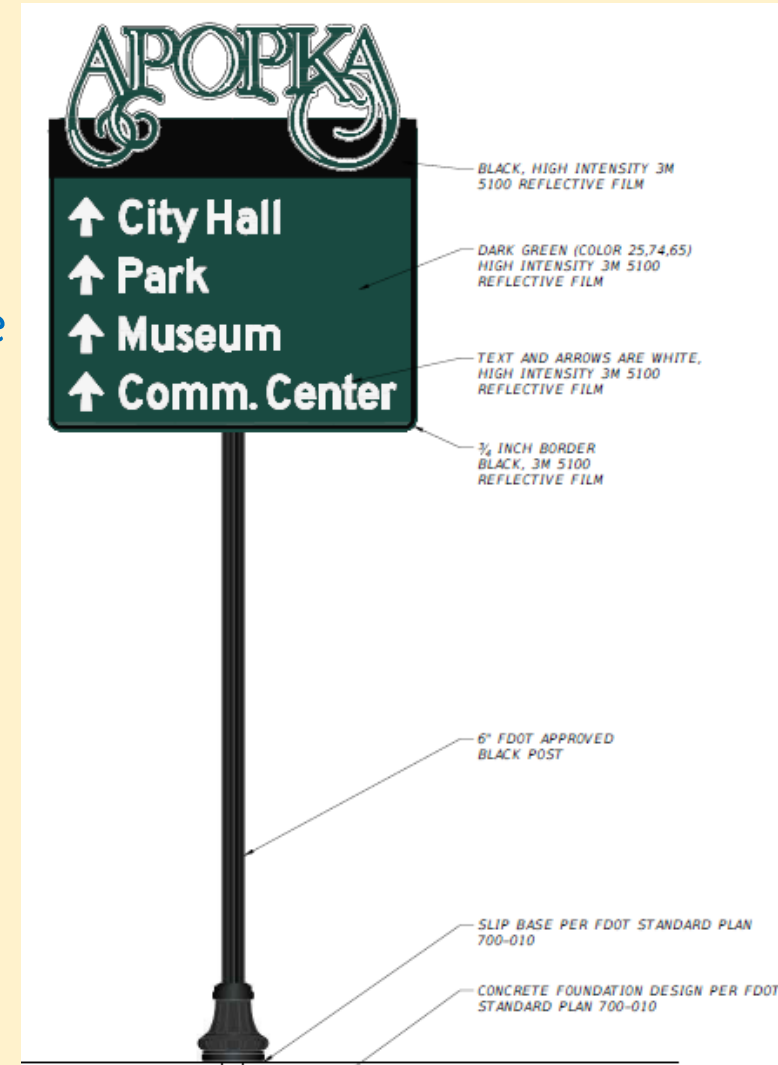 APOPKA
City Hall
Park
Museum
Comm. Center
BLACK, HIGH INTENSITY 3M
5100 REFLECTIVE FILM
DARK GREEN (COLOR 25,74,65)
HIGH INTENSITY 3M 5100
REFLECTIVE FILM
TEXT AND ARROWS ARE WHITE,
HIGH INTENSITY 3M 5100
REFLECTIVE FILM
¾ INCH BORDER
BLACK, 3M 5100
REFLECTIVE FILM
6" FDOT APPROVED
BLACK POST
SLIP BASE PER FDOT STANDARD PLAN
700-010
CONCRETE FOUNDATION DESIGN PER FDOT
STANDARD PLAN 700-010